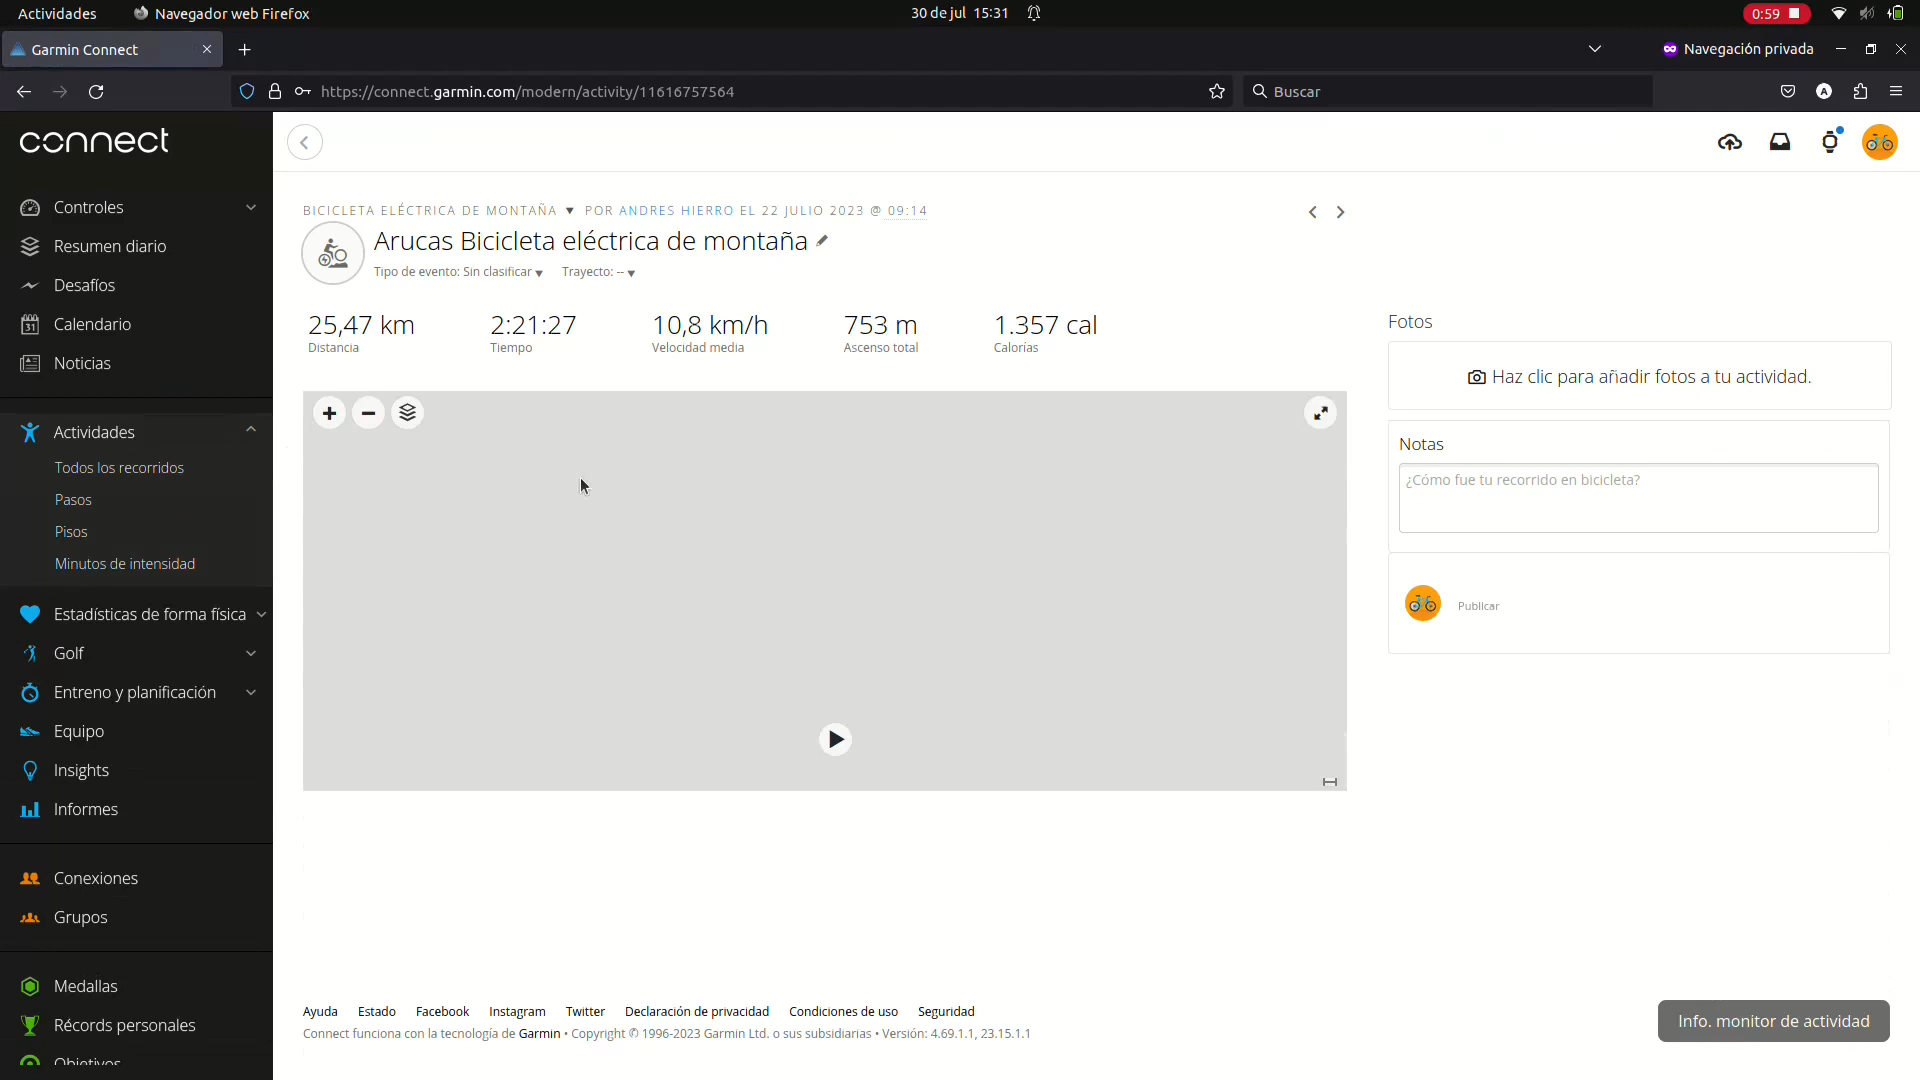 Actividades
Navegador web Firefox
30 de jul 15:31
0:59
Garmin Connect
Navegación privada
https://connect.garmin.com/modern/activity/11616757564
Buscar
A
connect
Controles
Resumen diario
Desafíos
31
Calendario
Noticias
Actividades
Todos los recorridos
Pasos
Pisos
Minutos de intensidad
Estadísticas de forma física
Golf
Entreno y planificación
Equipo
Insights
Informes
Conexiones
Grupos
Medallas
Récords personales
Objetivos
BICICLETA ELÉCTRICA DE MONTAÑA ▼ POR ANDRES HIERRO EL 22 JULIO 2023 @ 09:14
Arucas Bicicleta eléctrica de montaña
Tipo de evento: Sin clasificar ▼ Trayecto: -- ▼
25,47 km 2:21:27 10,8 km/h 753 m 1.357 cal
Distancia Tiempo Velocidad media Ascenso total Calorías
Fotos
Haz clic para añadir fotos a tu actividad.
Notas
¿Cómo fue tu recorrido en bicicleta?
Publicar
Ayuda Estado Facebook Instagram Twitter Declaración de privacidad Condiciones de uso Seguridad
Connect funciona con la tecnología de Garmin • Copyright © 1996-2023 Garmin Ltd. o sus subsidiarias • Versión: 4.69.1.1, 23.15.1.1
Info. monitor de actividad